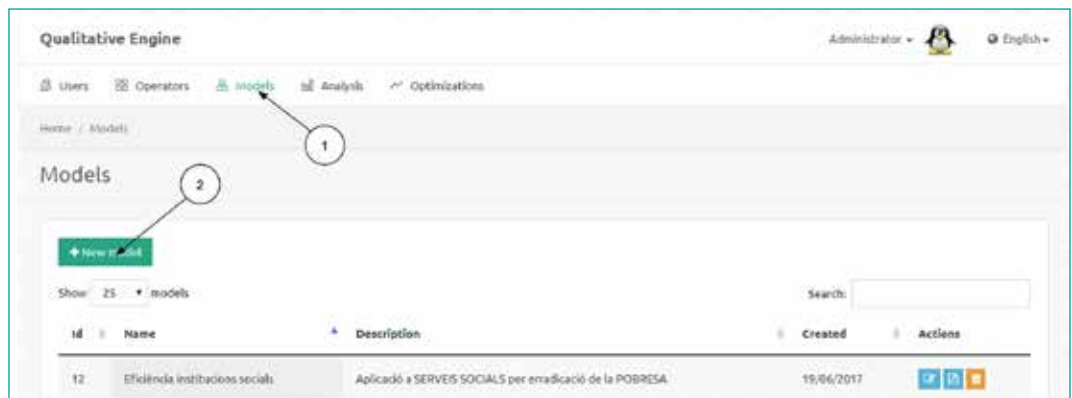 Qualitative Engine
Administrator
English
Users Operators Models Analysis Optimizations
Home / Models
1
Models
2
New model
Show 25 models
Search:
Id Name Description Created Actions
12 Eficiència institucions socials Aplicació a SERVEIS SOCIALS per erradicació de la POBRESA 19/06/2017